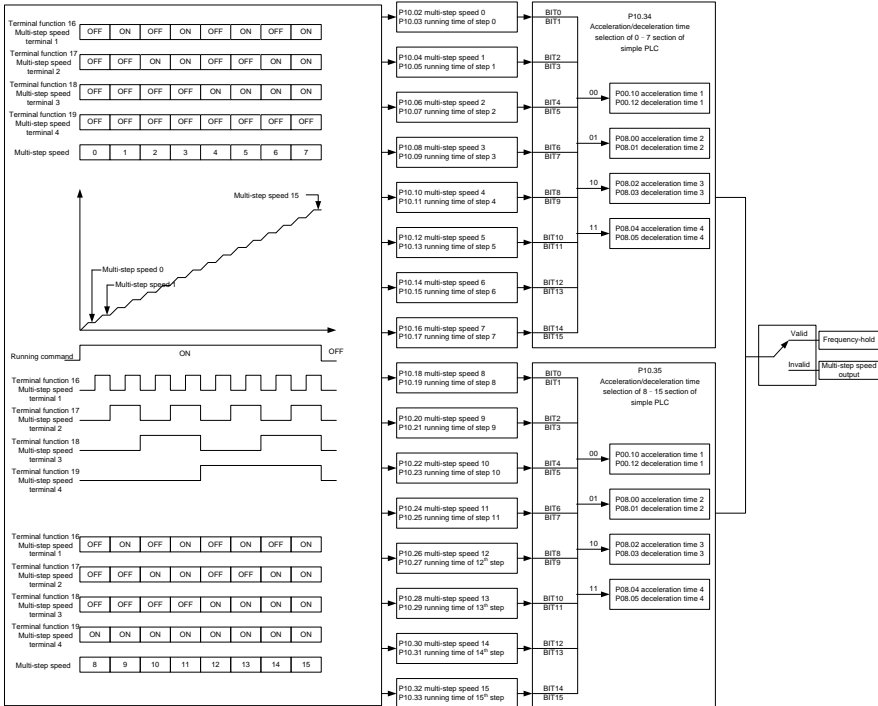 Terminal function 16
Multi-step speed
terminal 1
OFF ON OFF ON OFF ON OFF ON
Terminal function 17
Multi-step speed
terminal 2
OFF OFF ON ON OFF OFF ON ON
Terminal function 18
Multi-step speed
terminal 3
OFF OFF OFF OFF ON ON ON ON
Terminal function 19
Multi-step speed
terminal 4
OFF OFF OFF OFF OFF OFF OFF OFF
Multi-step speed 0 1 2 3 4 5 6 7
Multi-step speed 15
Multi-step speed 0
Multi-step speed 1
Running command
ON
OFF
Terminal function 16
Multi-step speed
terminal 1
Terminal function 17
Multi-step speed
terminal 2
Terminal function 18
Multi-step speed
terminal 3
Terminal function 19
Multi-step speed
terminal 4
Terminal function 16
Multi-step speed
terminal 1
OFF ON OFF ON OFF ON OFF ON
Terminal function 17
Multi-step speed
terminal 2
OFF OFF ON ON OFF OFF ON ON
Terminal function 18
Multi-step speed
terminal 3
OFF OFF OFF OFF ON ON ON ON
Terminal function 19
Multi-step speed
terminal 4
ON ON ON ON ON ON ON ON
Multi-step speed 8 9 10 11 12 13 14 15
P10.02 multi-step speed 0
P10.03 running time of step 0
P10.04 multi-step speed 1
P10.05 running time of step 1
P10.06 multi-step speed 2
P10.07 running time of step 2
P10.08 multi-step speed 3
P10.09 running time of step 3
P10.10 multi-step speed 4
P10.11 running time of step 4
P10.12 multi-step speed 5
P10.13 running time of step 5
P10.14 multi-step speed 6
P10.15 running time of step 6
P10.16 multi-step speed 7
P10.17 running time of step 7
P10.18 multi-step speed 8
P10.19 running time of step 8
P10.20 multi-step speed 9
P10.21 running time of step 9
P10.22 multi-step speed 10
P10.23 running time of step 10
P10.24 multi-step speed 11
P10.25 running time of step 11
P10.26 multi-step speed 12
P10.27 running time of 12th step
P10.28 multi-step speed 13
P10.29 running time of 13th step
P10.30 multi-step speed 14
P10.31 running time of 14th step
P10.32 multi-step speed 15
P10.33 running time of 15th step
BIT0
BIT1
BIT2
BIT3
BIT4
BIT5
BIT6
BIT7
BIT8
BIT9
BIT10
BIT11
BIT12
BIT13
BIT14
BIT15
P10.34
Acceleration/deceleration time
selection of 0 - 7 section of
simple PLC
00
P00.10 acceleration time 1
P00.12 deceleration time 1
01
P08.00 acceleration time 2
P08.01 deceleration time 2
10
P08.02 acceleration time 3
P08.03 deceleration time 3
11
P08.04 acceleration time 4
P08.05 deceleration time 4
BIT0
BIT1
BIT2
BIT3
BIT4
BIT5
BIT6
BIT7
BIT8
BIT9
BIT10
BIT11
BIT12
BIT13
BIT14
BIT15
P10.35
Acceleration/deceleration time
selection of 8 - 15 section of
simple PLC
00
P00.10 acceleration time 1
P00.12 deceleration time 1
01
P08.00 acceleration time 2
P08.01 deceleration time 2
10
P08.02 acceleration time 3
P08.03 deceleration time 3
11
P08.04 acceleration time 4
P08.05 deceleration time 4
Valid
Frequency-hold
Invalid
Multi-step speed
output